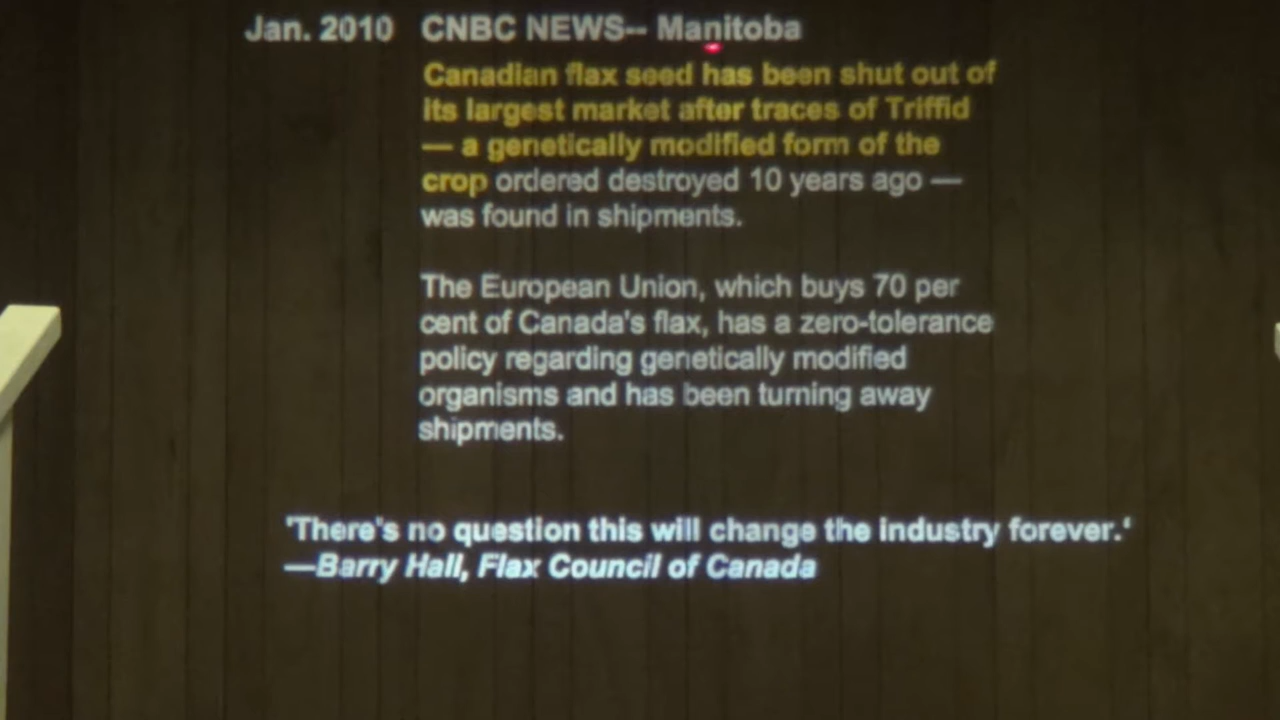 Jan. 2010 CNBC NEWS-- Manitoba
Canadian flax seed has been shut out of
its largest market after traces of Triffid
— a genetically modified form of the
crop ordered destroyed 10 years ago —
was found in shipments.
The European Union, which buys 70 per
cent of Canada's flax, has a zero-tolerance
policy regarding genetically modified
organisms and has been turning away
shipments.
'There's no question this will change the industry forever.‘
—Barry Hall, Flax Council of Canada